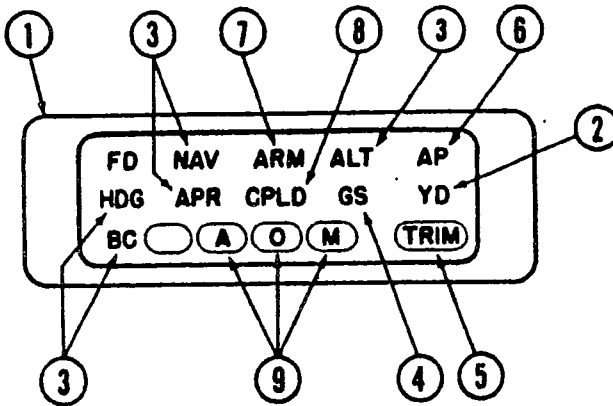 1 3 7 8 3 6
2
FD NAV ARM ALT AP
HDG APR CPLD GS YD
BC A O M TRIM
3 9 4 5